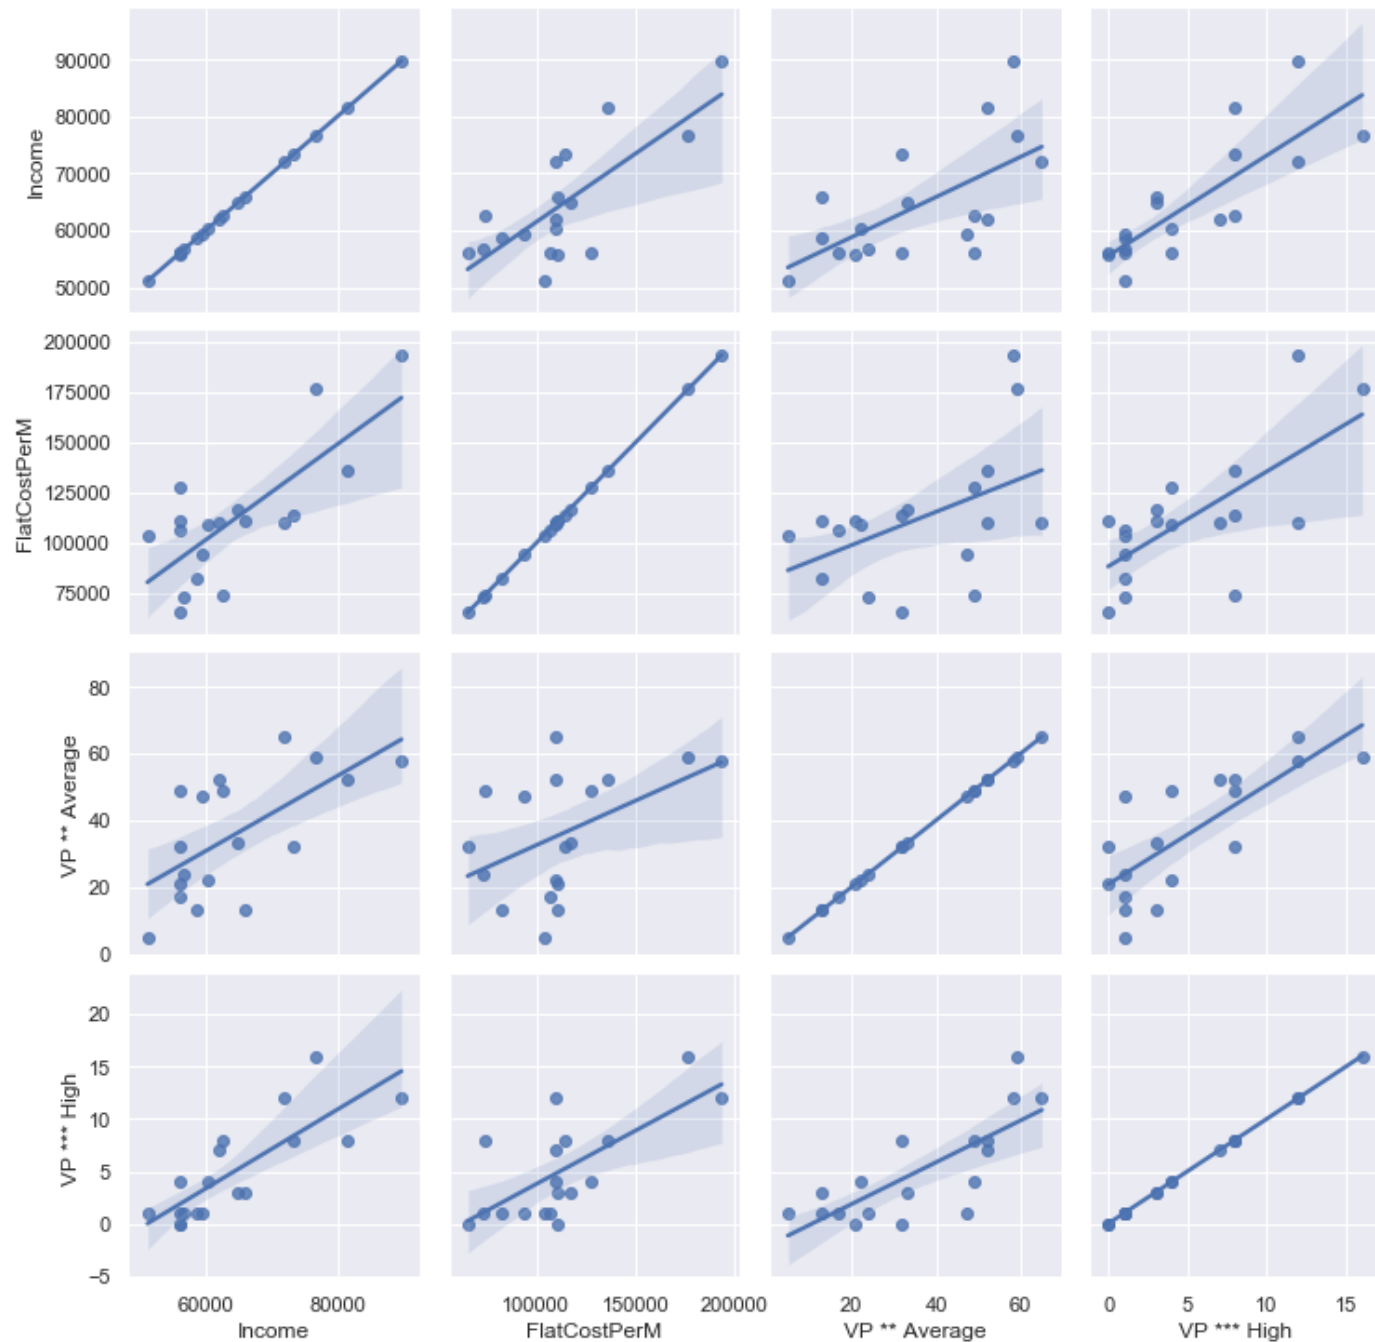 90000
80000
70000
60000
50000
Income
200000
175000
150000
125000
100000
75000
FlatCostPerM
80
60
40
20
0
VP ** Average
20
15
10
5
0
−5
VP *** High
60000 80000
Income
100000 150000 200000
FlatCostPerM
20 40 60
VP ** Average
0 5 10 15
VP *** High